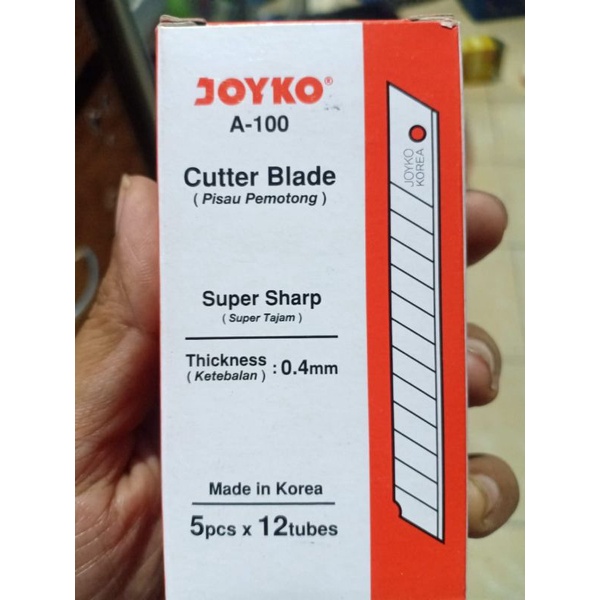 JOYKO®
A-100
Cutter Blade
( Pisau Pemotong )
Super Sharp
( Super Tajam )
Thickness : 0.4mm
( Ketebalan )
Made in Korea
5pcs x 12tubes
JOYKO
KOREA